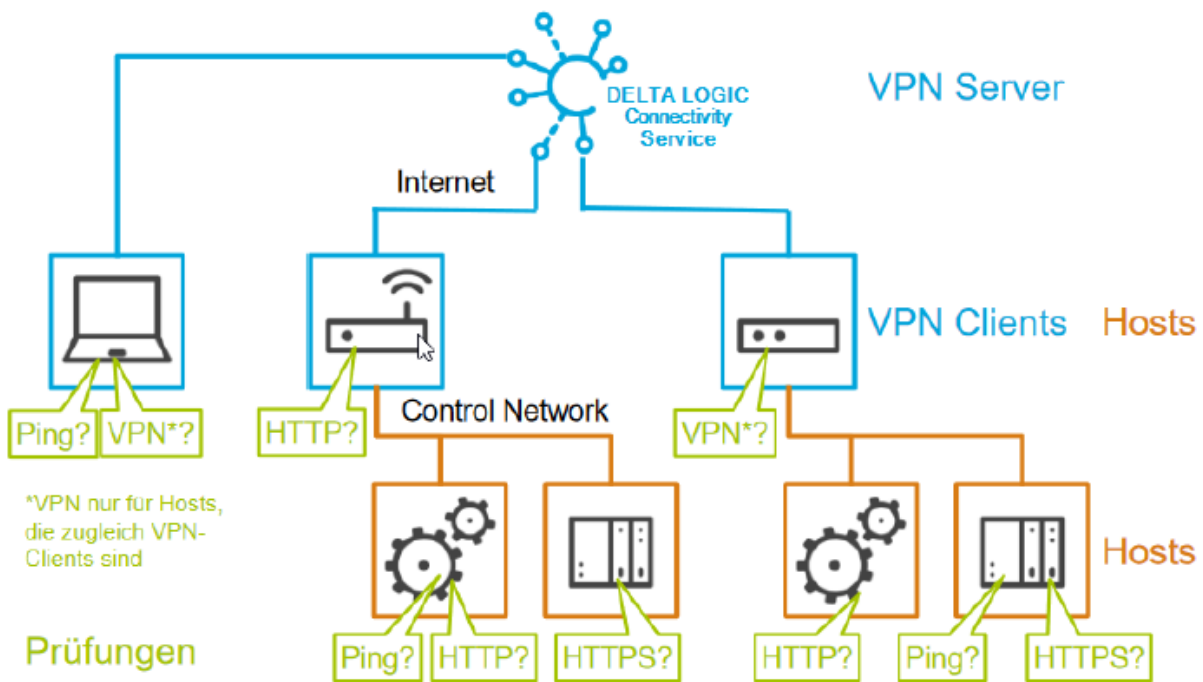 VPN Server
DELTA LOGIC
Connectivity
Service
Internet
VPN Clients
Hosts
Ping?
VPN*?
HTTP?
Control Network
VPN*?
*VPN nur für Hosts,
die zugleich VPN-
Clients sind
Hosts
Prüfungen
Ping?
HTTP?
HTTPS?
HTTP?
Ping?
HTTPS?